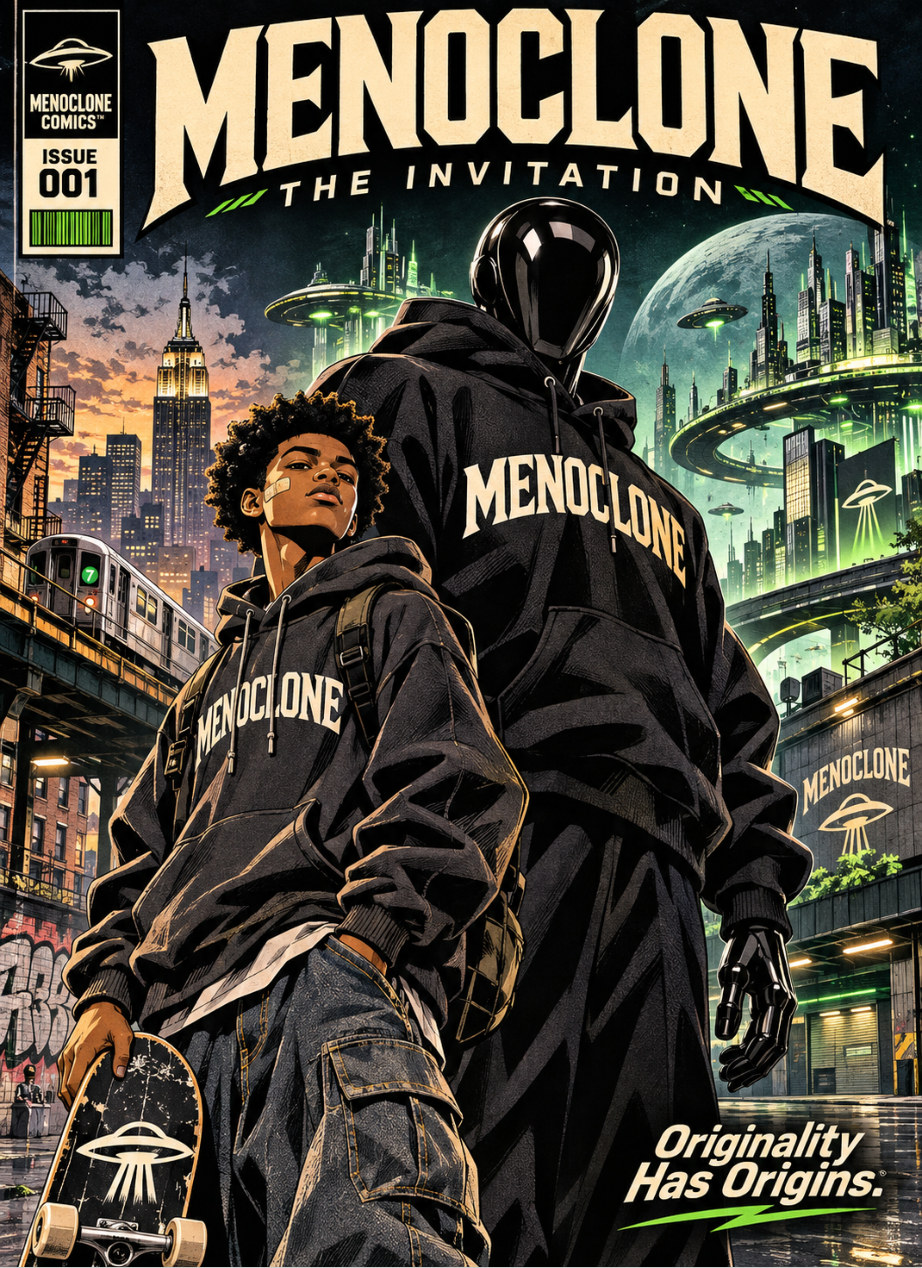 MENOCLONE
COMICS™
ISSUE
001
MENOCLONE
THE INVITATION
7
MENOCLONE
MENOCLONE
MENOCLONE
Originality
Has Origins.®